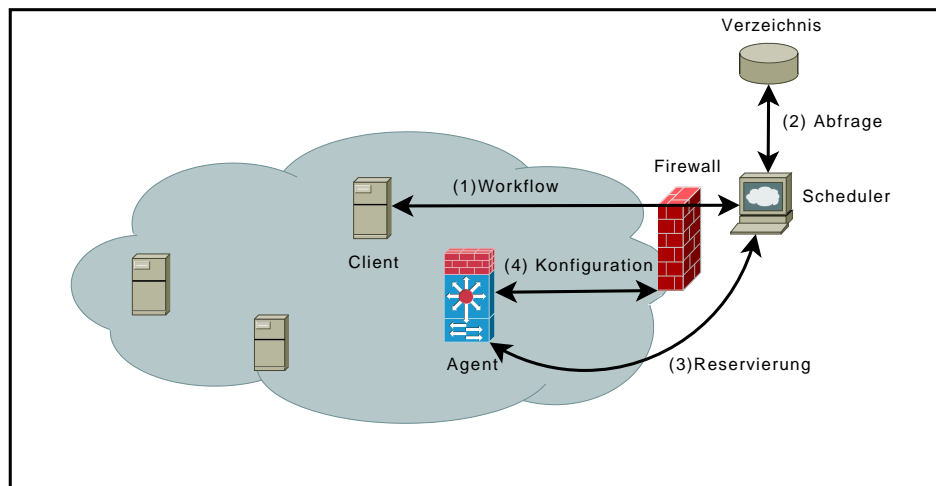 Verzeichnis
(2) Abfrage
Firewall
(1)Workflow
Scheduler
Client
(4) Konfiguration
Agent
(3)Reservierung